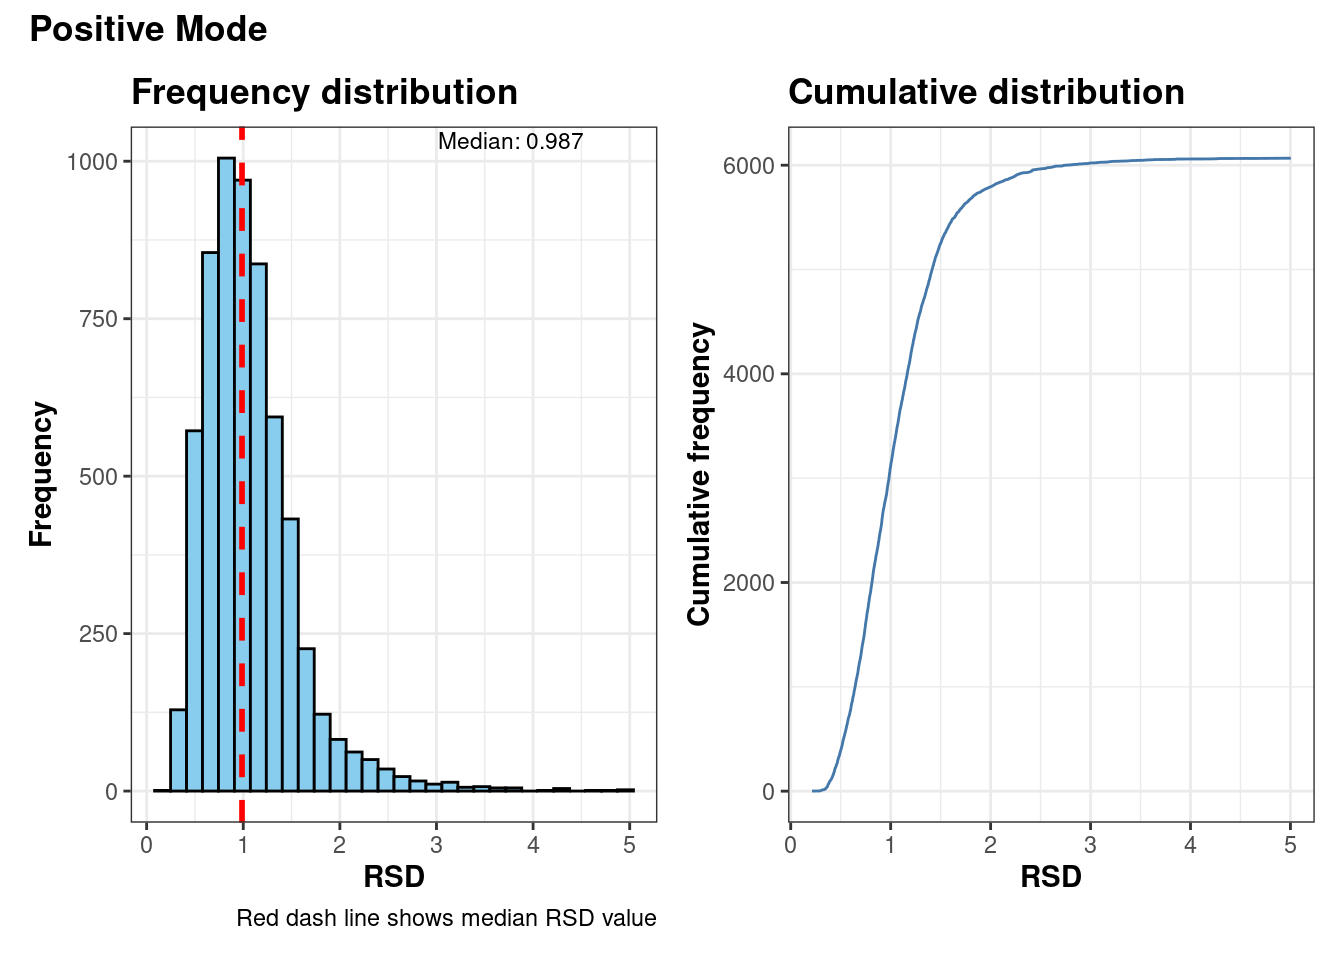 Positive Mode
Frequency distribution
Median: 0.987
1000
750
500
250
0
Frequency
0 1 2 3 4 5
RSD
Red dash line shows median RSD value
Cumulative distribution
6000
4000
2000
0
Cumulative frequency
0 1 2 3 4 5
RSD